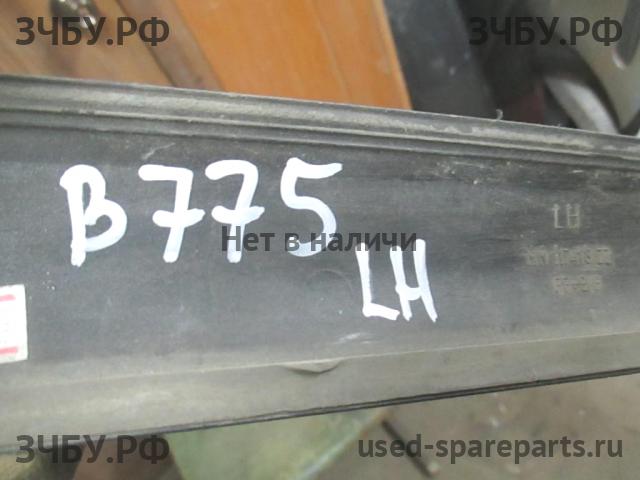 ЗЧБУ.РФ ЗЧБУ.РФ
B775
LH
Нет в наличи
LH
ЗЧБУ.РФ used-spareparts.ru